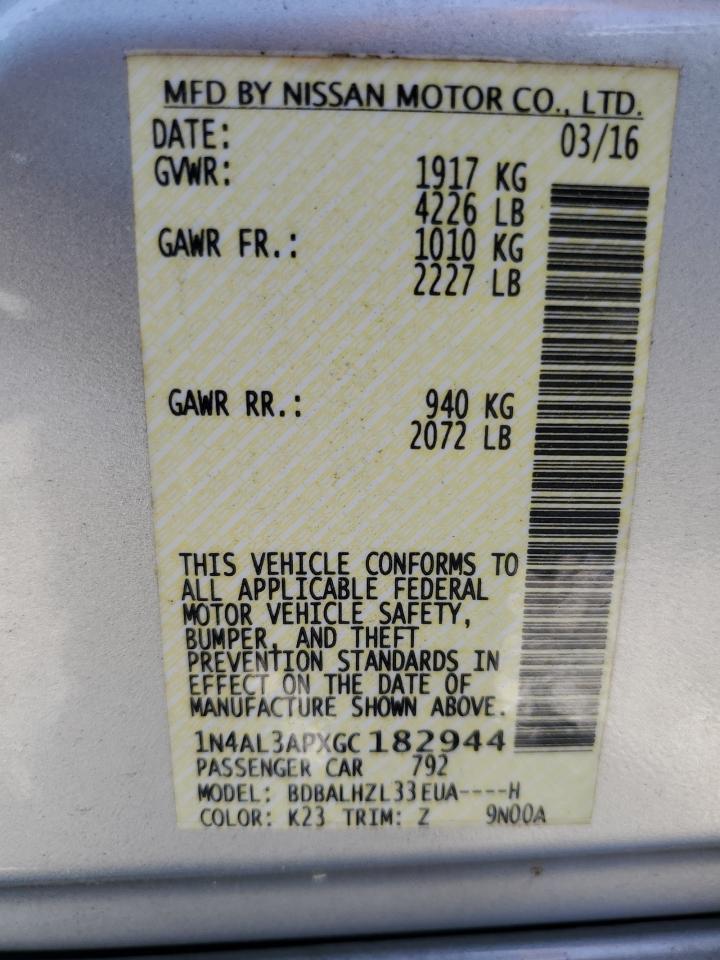 MFD BY NISSAN MOTOR CO., LTD.
DATE: 03/16
GVWR: 1917 KG
4226 LB
GAWR FR.: 1010 KG
2227 LB
GAWR RR.: 940 KG
2072 LB
THIS VEHICLE CONFORMS TO
ALL APPLICABLE FEDERAL
MOTOR VEHICLE SAFETY,
BUMPER, AND THEFT
PREVENTION STANDARDS IN
EFFECT ON THE DATE OF
MANUFACTURE SHOWN ABOVE.
1N4AL3APXGC182944
PASSENGER CAR 792
MODEL: BDBALHZL33EUA----H
COLOR: K23 TRIM: Z 9N00A